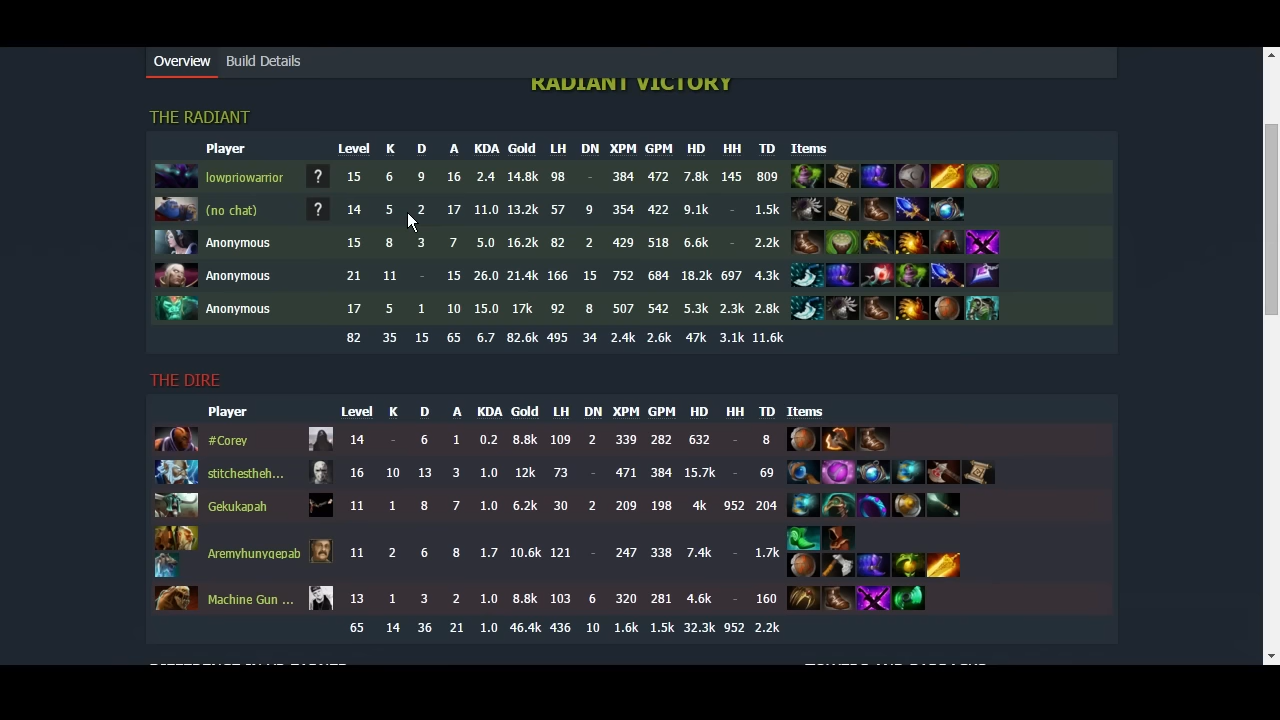 Overview Build Details
RADIANT VICTORY
THE RADIANT
Player Level K D A KDA Gold LH DN XPM GPM HD HH TD Items
lowpriowarrior ? 15 6 9 16 2.4 14.8k 98 - 384 472 7.8k 145 809
(no chat) ? 14 5 2 17 11.0 13.2k 57 9 354 422 9.1k - 1.5k
Anonymous 15 8 3 7 5.0 16.2k 82 2 429 518 6.6k - 2.2k
Anonymous 21 11 - 15 26.0 21.4k 166 15 752 684 18.2k 697 4.3k
Anonymous 17 5 1 10 15.0 17k 92 8 507 542 5.3k 2.3k 2.8k
82 35 15 65 6.7 82.6k 495 34 2.4k 2.6k 47k 3.1k 11.6k
THE DIRE
Player Level K D A KDA Gold LH DN XPM GPM HD HH TD Items
#Corey 14 - 6 1 0.2 8.8k 109 2 339 282 632 - 8
stitchestheh... 16 10 13 3 1.0 12k 73 - 471 384 15.7k - 69
Gekukapah 11 1 8 7 1.0 6.2k 30 2 209 198 4k 952 204
Aremyhunyqepab 11 2 6 8 1.7 10.6k 121 - 247 338 7.4k - 1.7k
Machine Gun ... 13 1 3 2 1.0 8.8k 103 6 320 281 4.6k - 160
65 14 36 21 1.0 46.4k 436 10 1.6k 1.5k 32.3k 952 2.2k